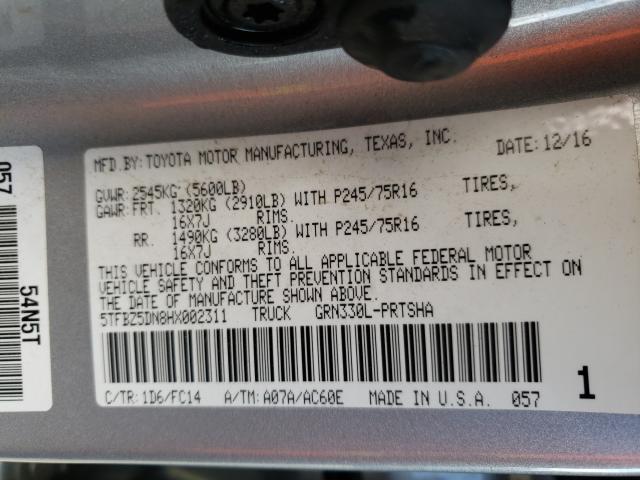 MFD.BY:TOYOTA MOTOR MANUFACTURING, TEXAS, INC. DATE:12/16
GVWR:2545KG (5600LB)
GAWR:FRT. 1320KG (2910LB) WITH P245/75R16 TIRES,
16X7J RIMS.
RR. 1490KG (3280LB) WITH P245/75R16 TIRES,
16X7J RIMS.
THIS VEHICLE CONFORMS TO ALL APPLICABLE FEDERAL MOTOR
VEHICLE SAFETY AND THEFT PREVENTION STANDARDS IN EFFECT ON
THE DATE OF MANUFACTURE SHOWN ABOVE.
5TFBZ5DN8HX002311 TRUCK GRN330L-PRTSHA
C/TR:1D6/FC14 A/TM:A07A/AC60E MADE IN U.S.A. 057
1
057
54N5T